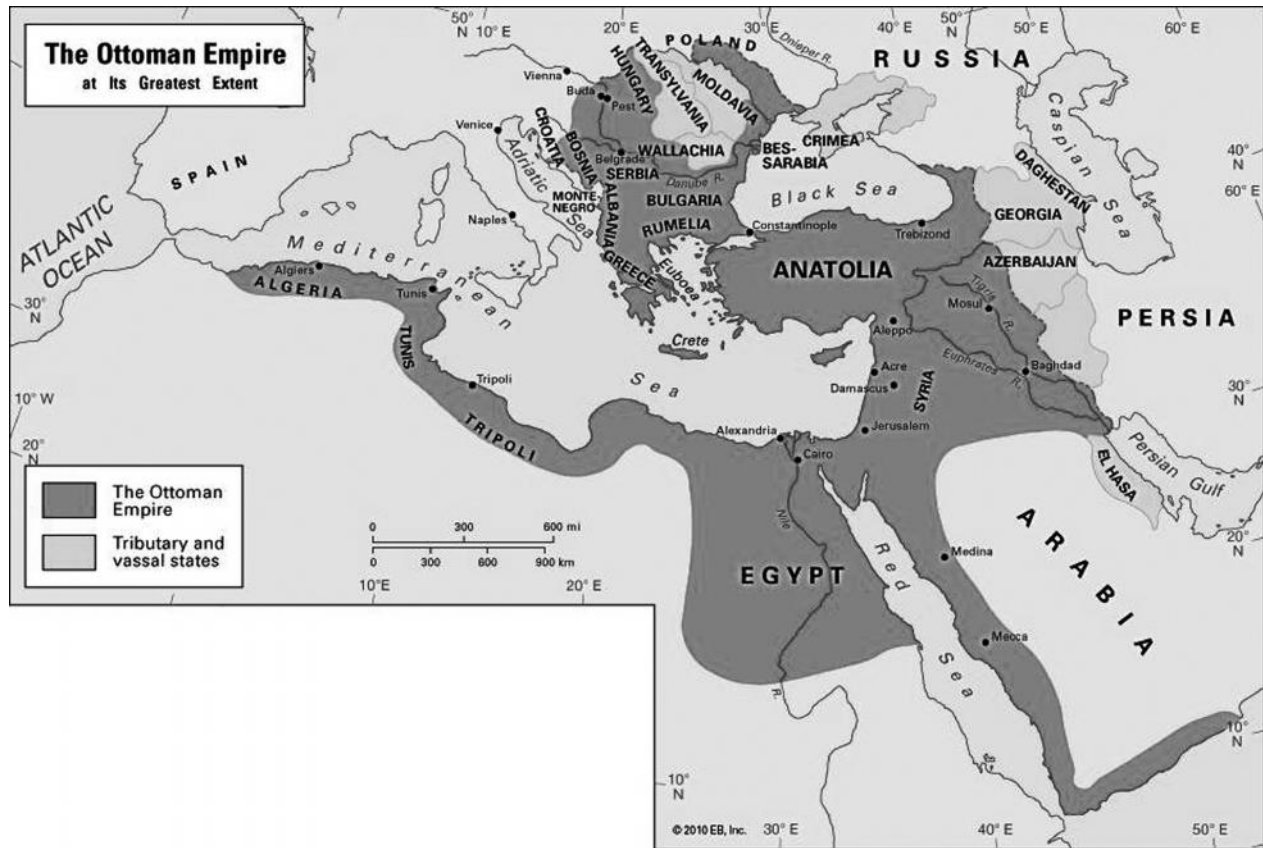 The Ottoman Empire
at Its Greatest Extent
50° N
10° E
20° E
50° N
30° E
40° E
50° E
60° E
POLAND
Dnieper R.
RUSSIA
TRANSYLVANIA
HUNGARY
MOLDAVIA
Vienna
Buda
Pest
Venice
CROATIA
BOSNIA
Adriatic Sea
Belgrade
WALLACHIA
BES-
SARABIA
CRIMEA
SERBIA
Danube R.
MONTE-
NEGRO
ALBANIA
BULGARIA
RUMELIA
Black Sea
Caspian Sea
DAGHESTAN
GEORGIA
40° N
60° E
SPAIN
ATLANTIC
OCEAN
Naples
Constantinople
Trebizond
Mediterranean
Sea
GREECE
Euboea
ANATOLIA
AZERBAIJAN
Algiers
ALGERIA
Tunis
TUNIS
30° N
Crete
Aleppo
Mosul
Tigris R.
PERSIA
Tripoli
TRIPOLI
Acre
Damascus
SYRIA
Euphrates R.
Baghdad
30° N
10° W
20° N
Alexandria
Jerusalem
Cairo
Persian Gulf
EL HASA
The Ottoman
Empire
Tributary and
vassal states
0 300 600 mi
0 300 600 900 km
Nile
R.
EGYPT
Red
Sea
Medina
Mecca
ARABIA
20° N
10° E
20° E
10° N
10° N
© 2010 EB, Inc.
30° E
40° E
50° E